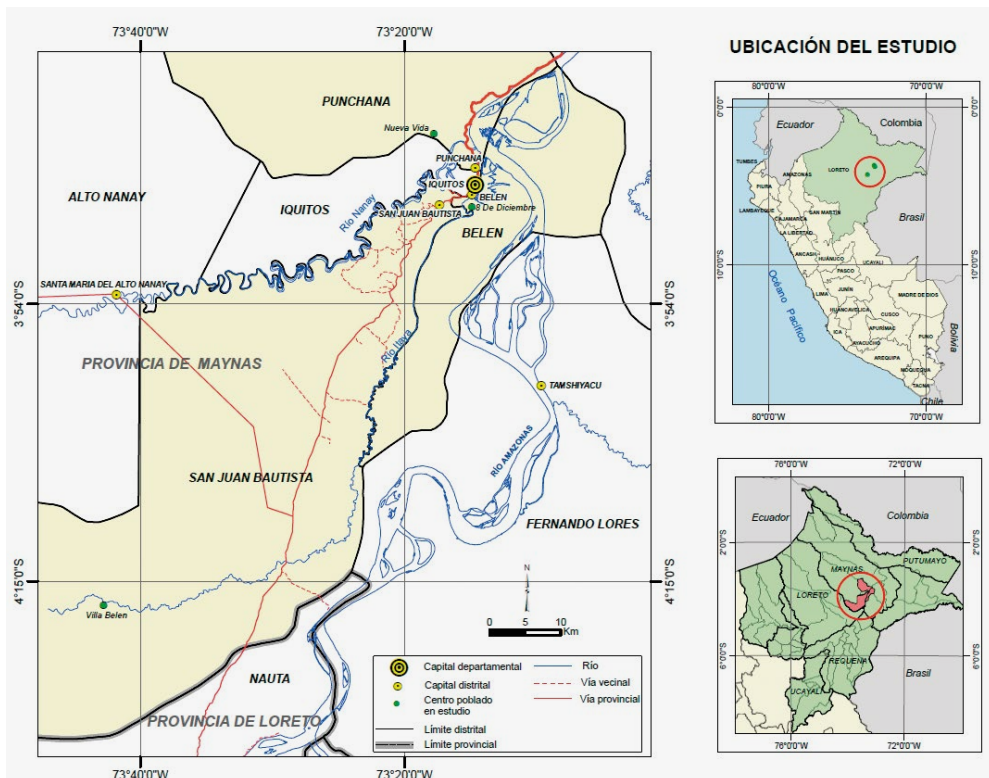 73°40'0"W
73°20'0"W
PUNCHANA
Nueva Vida
PUNCHANA
ALTO NANAY
IQUITOS
IQUITOS
BELEN
8 De Diciembre
SAN JUAN BAUTISTA
Río Nanay
BELEN
SANTA MARIA DEL ALTO NANAY
3°54'0"S
3°54'0"S
Río Itaya
PROVINCIA DE MAYNAS
TAMSHIYACU
RÍO AMAZONAS
SAN JUAN BAUTISTA
FERNANDO LORES
4°15'0"S
4°15'0"S
Villa Belen
N
0 5 10
Km
NAUTA
PROVINCIA DE LORETO
Capital departamental
Capital distrital
Centro poblado
en estudio
Límite distrital
Límite provincial
Río
Vía vecinal
Vía provincial
73°40'0"W
73°20'0"W
UBICACIÓN DEL ESTUDIO
80°0'0"W
70°0'0"W
0°0'0"
0°0'0"
Ecuador
Colombia
TUMBES
PIURA
AMAZONAS
LORETO
LAMBAYEQUE
CAJAMARCA
SAN MARTIN
Brasil
LA LIBERTAD
ANCASH
HUÁNUCO
UCAYALI
10°0'0"S
10°0'0"S
PASCO
LIMA
JUNÍN
MADRE DE DIOS
HUANCAVELICA
CUSCO
ICA
APURÍMAC
AYACUCHO
PUNO
Océano Pacífico
Bolivia
AREQUIPA
MOQUEGUA
TACNA
Chile
80°0'0"W
70°0'0"W
76°0'0"W
72°0'0"W
Ecuador
Colombia
2°0'0"S
2°0'0"S
PUTUMAYO
MAYNAS
LORETO
REQUENA
6°0'0"S
6°0'0"S
Brasil
UCAYALI
76°0'0"W
72°0'0"W